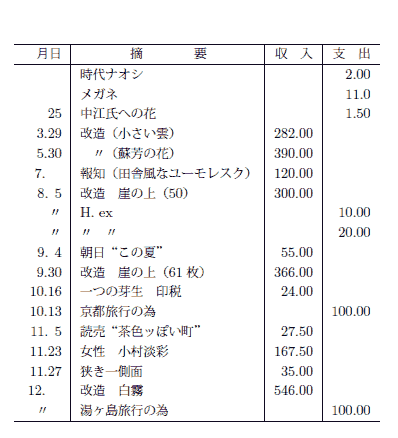 月日 摘 要 収 入 支 出
時代ナオシ 2.00
メガネ 11.0
25 中江氏への花 1.50
3.29 改造（小さい雲） 282.00
5.30 〃（蘇芳の花） 390.00
7. 報知（田舎風なユーモレスク） 120.00
8. 5 改造 崖の上（50） 300.00
〃 H. ex 10.00
〃 〃 〃 20.00
9. 4 朝日“この夏” 55.00
9.30 改造 崖の上（61枚） 366.00
10.16 一つの芽生 印税 24.00
10.13 京都旅行の為 100.00
11. 5 読売“茶色ッぽい町” 27.50
11.23 女性 小村淡彩 167.50
11.27 狭き一側面 35.00
12. 改造 白霧 546.00
〃 湯ヶ島旅行の為 100.00